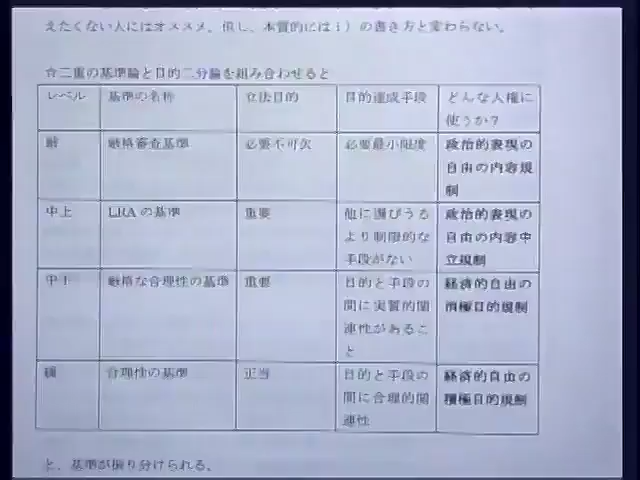 えたくない人にはオススメ。但し、本質的にはⅰ）の書き方と変わらない。
☆二重の基準論と目的二分論を組み合わせると
レベル 基準の名称 立法目的 目的達成手段 どんな人権に
使うか？
厳 厳格審査基準 必要不可欠 必要最小限度 政治的表現の
自由の内容規
制
中上 LRAの基準 重要 他に選びうる 政治的表現の
より制限的な 自由の内容中
手段がない 立規制
中下 厳格な合理性の基準 重要 目的と手段の 経済的自由の
間に実質的関 消極目的規制
連性があるこ
と
緩 合理性の基準 正当 目的と手段の 経済的自由の
間に合理的関 積極目的規制
連性
と、基準が振り分けられる。